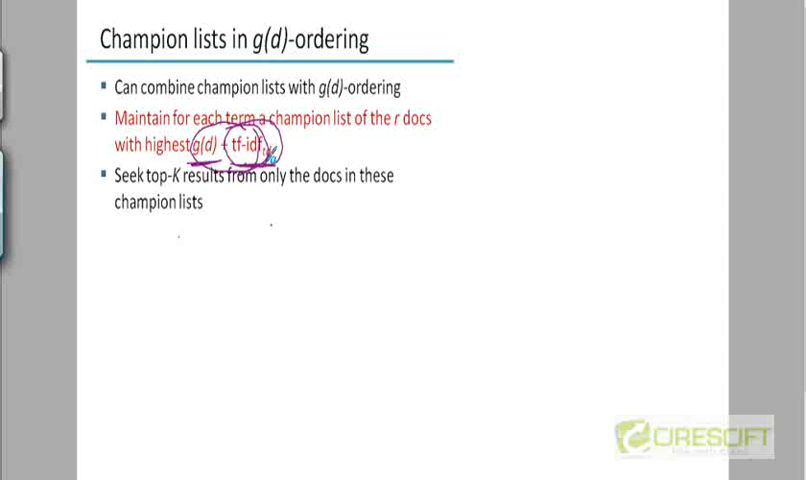 Champion lists in g(d)-ordering
Can combine champion lists with g(d)-ordering
Maintain for each term a champion list of the r docs
with highest g(d) + tf-idf
Seek top-K results from only the docs in these
champion lists
CIRESCIFT